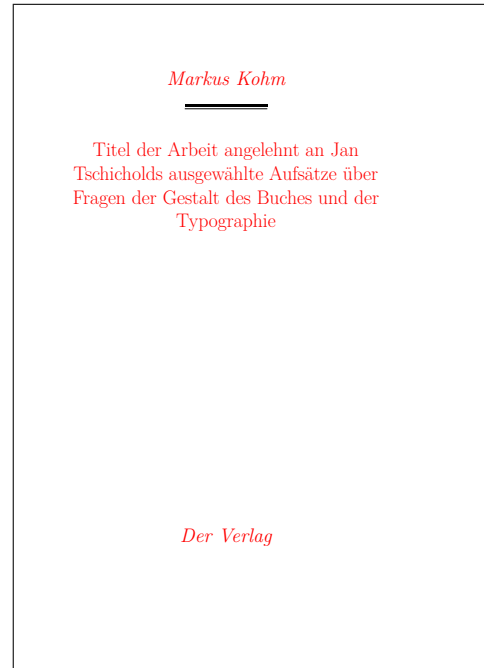 Markus Kohm
Titel der Arbeit angelehnt an Jan
Tschicholds ausgewählte Aufsätze über
Fragen der Gestalt des Buches und der
Typographie
Der Verlag